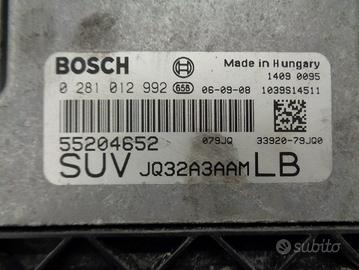 BOSCH
Made in Hungary
1409 0095
0 281 012 992 658 06-09-08 1039S14511
55204652 079JQ 33920-79JQ0
SUV JQ32A3AAM LB
subito